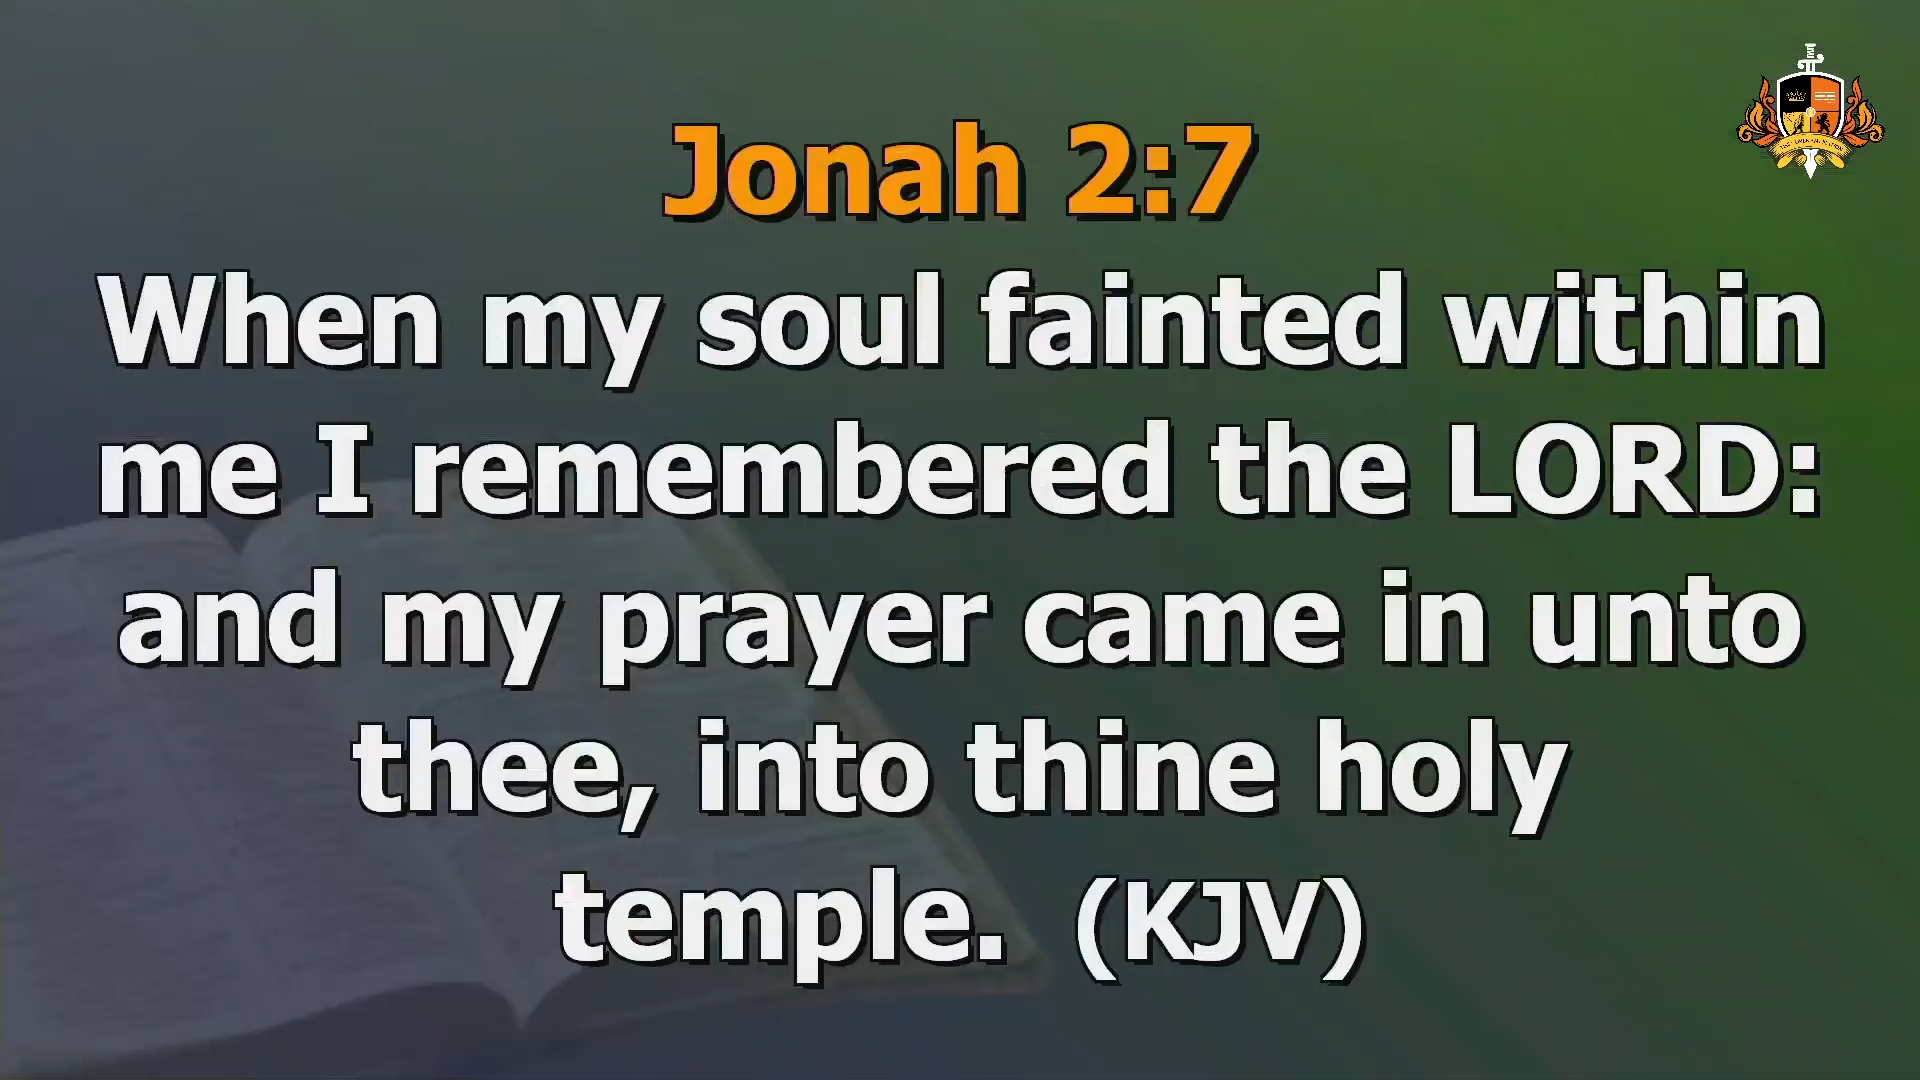 Jonah 2:7
When my soul fainted within
me I remembered the LORD:
and my prayer came in unto
thee, into thine holy
temple. (KJV)